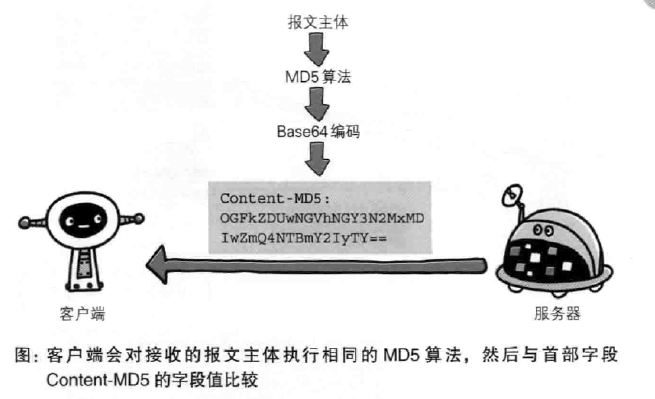 报文主体
MD5 算法
Base64 编码
Content-MD5:
OGFkZDUwNGVhNGY3N2MxMD
IwZmQ4NTBmY2IyTY==
客户端
服务器
图：客户端会对接收的报文主体执行相同的 MD5 算法，然后与首部字段
Content-MD5 的字段值比较